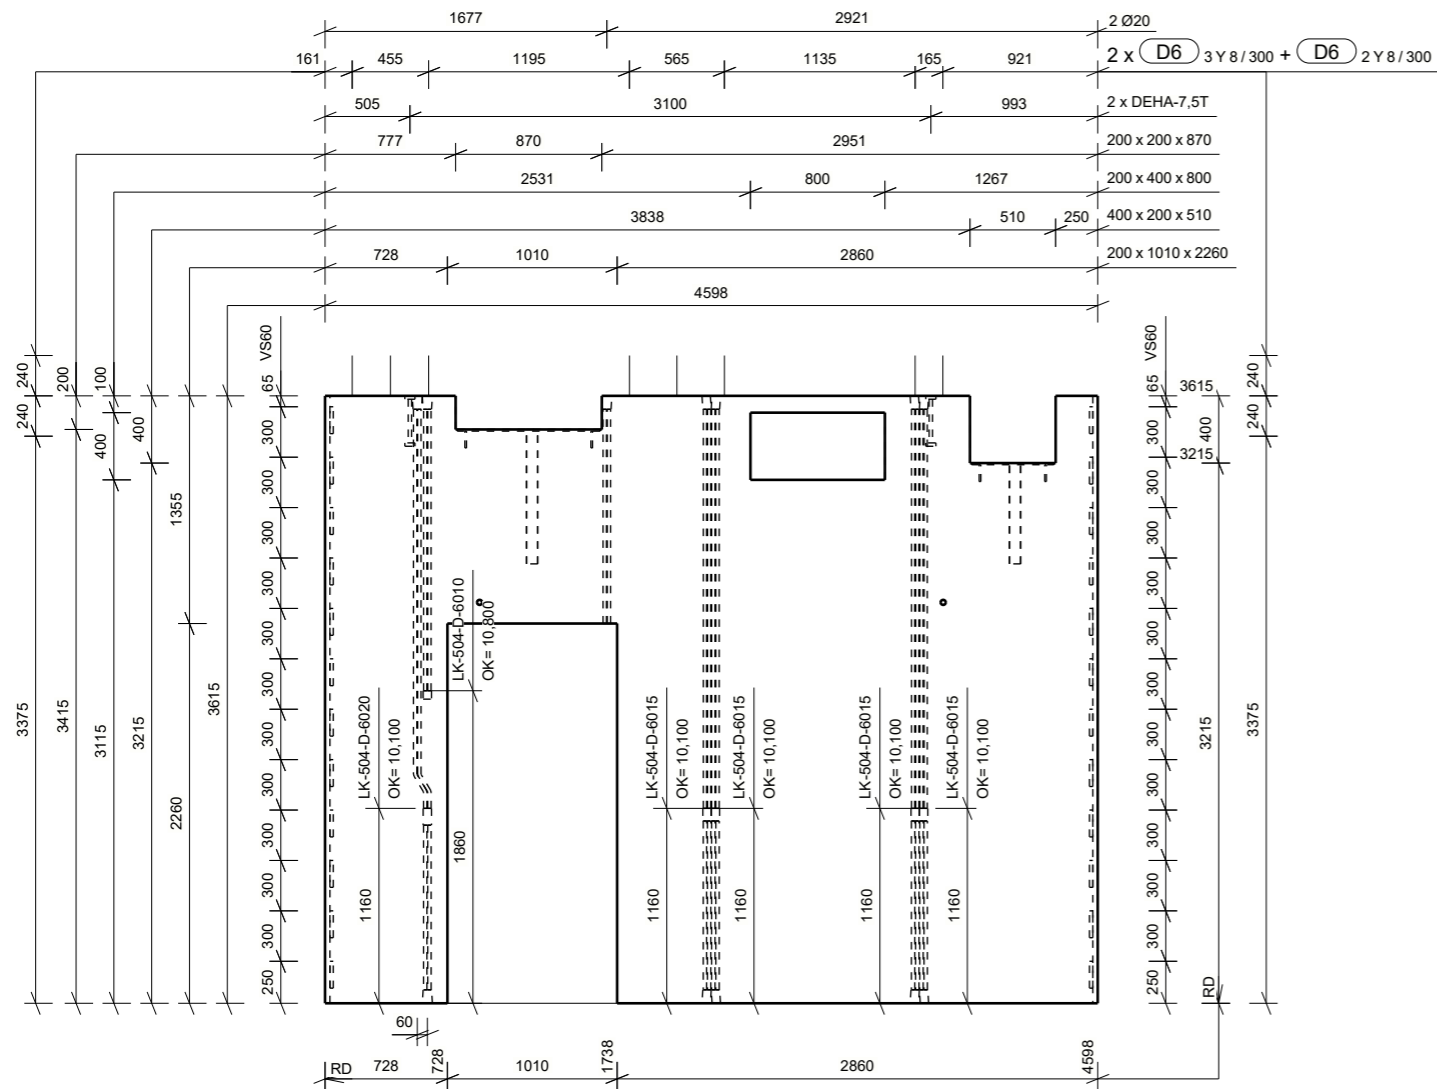 1677 2921 2 Ø20
161 455 1195 565 1135 165 921 2 x D6 3 Y 8 / 300 + D6 2 Y 8 / 300
505 3100 993 2 x DEHA-7,5T
777 870 2951 200 x 200 x 870
2531 800 1267 200 x 400 x 800
3838 510 250 400 x 200 x 510
728 1010 2860 200 x 1010 x 2260
4598
240
240
3375
200
3415
100
400
3115
400
3215
1355
2260
3615
VS60
65
300
300
300
300
300
300
300
300
300
300
300
250
LK-504-D-6020
OK= 10,100
1160
LK-504-D-6010
OK= 10,800
1860
LK-504-D-6015
OK= 10,100
1160
LK-504-D-6015
OK= 10,100
1160
LK-504-D-6015
OK= 10,100
1160
LK-504-D-6015
OK= 10,100
1160
VS60
65
300
300
300
300
300
300
300
300
300
300
300
250
3615
400
3215
3215
RD
240
240
3375
60
RD 728 728 1010 1738 2860 4598